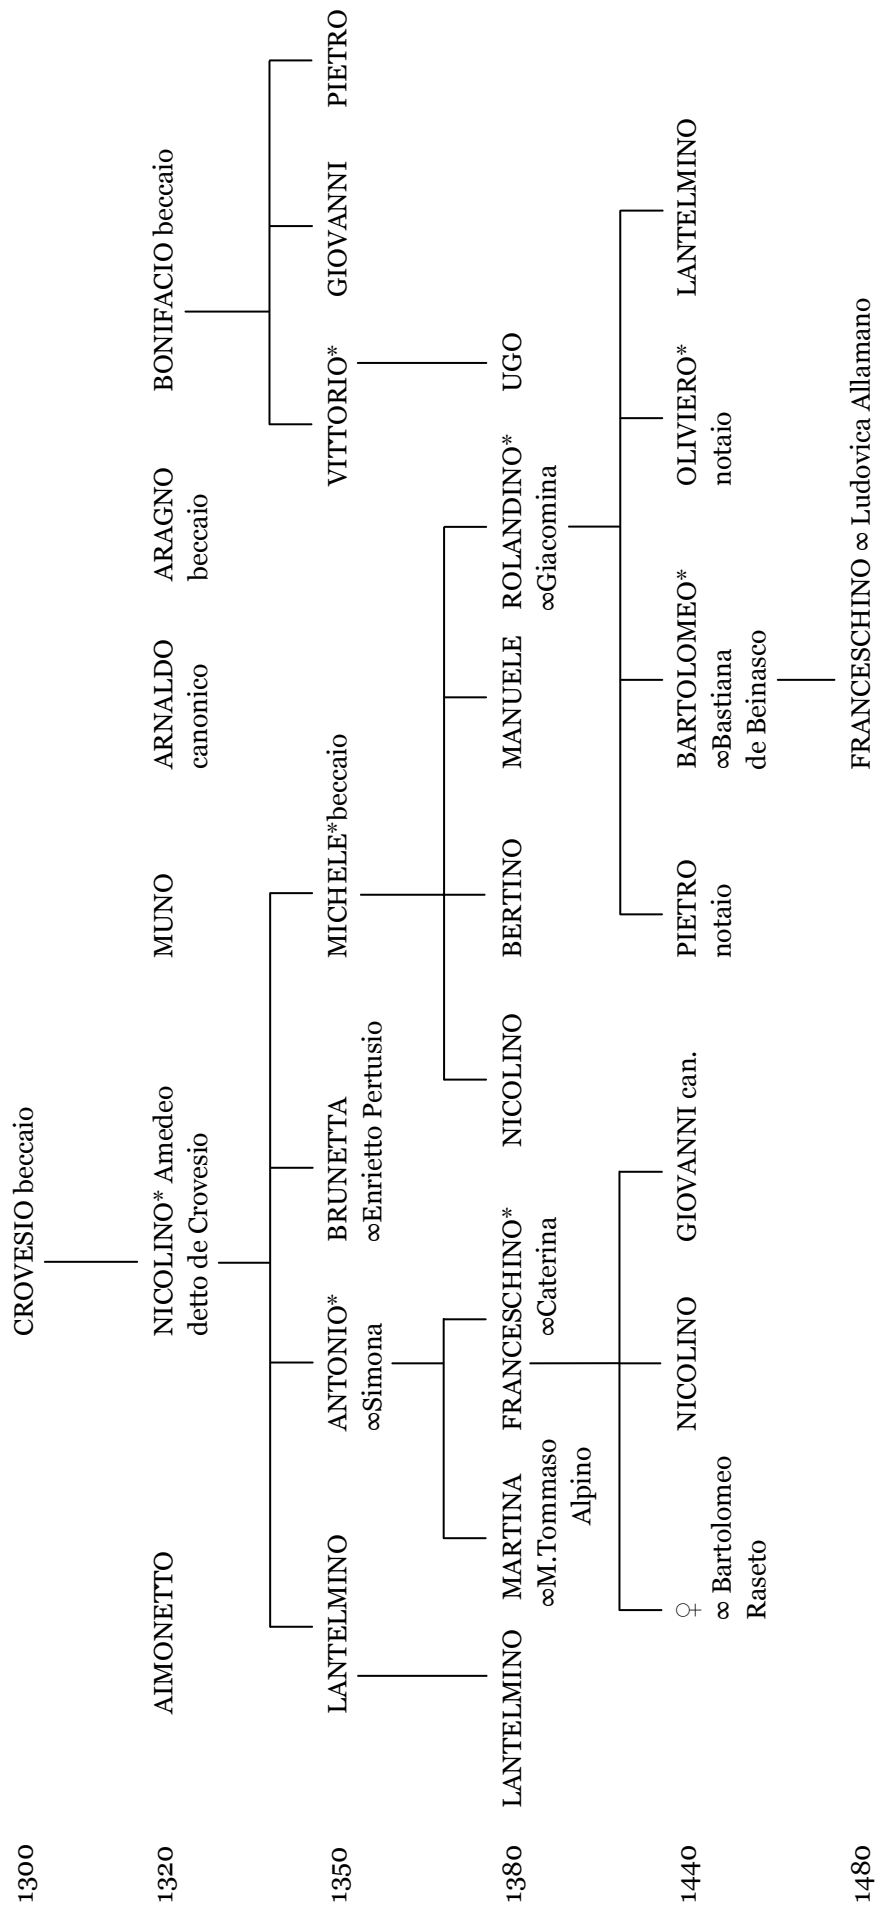 1300
CROVESIO beccaio
1320
AIMONETTO
NICOLINO* Amedeo
detto de Crovesio
MUNO
ARNALDO
canonico
ARAGNO
beccaio
BONIFACIO beccaio
1350
LANTELMINO
ANTONIO*
∞Simona
BRUNETTA
∞Enrietto Pertusio
MICHELE*beccaio
VITTORIO*
GIOVANNI
PIETRO
1380
LANTELMINO
MARTINA
∞M.Tommaso
Alpino
FRANCESCHINO*
∞Caterina
NICOLINO
BERTINO
MANUELE
ROLANDINO*
∞Giacomina
UGO
1440
♀
∞ Bartolomeo
Raseto
NICOLINO
GIOVANNI can.
PIETRO
notaio
BARTOLOMEO*
∞Bastiana
de Beinasco
OLIVIERO*
notaio
LANTELMINO
1480
FRANCESCHINO ∞ Ludovica Allamano